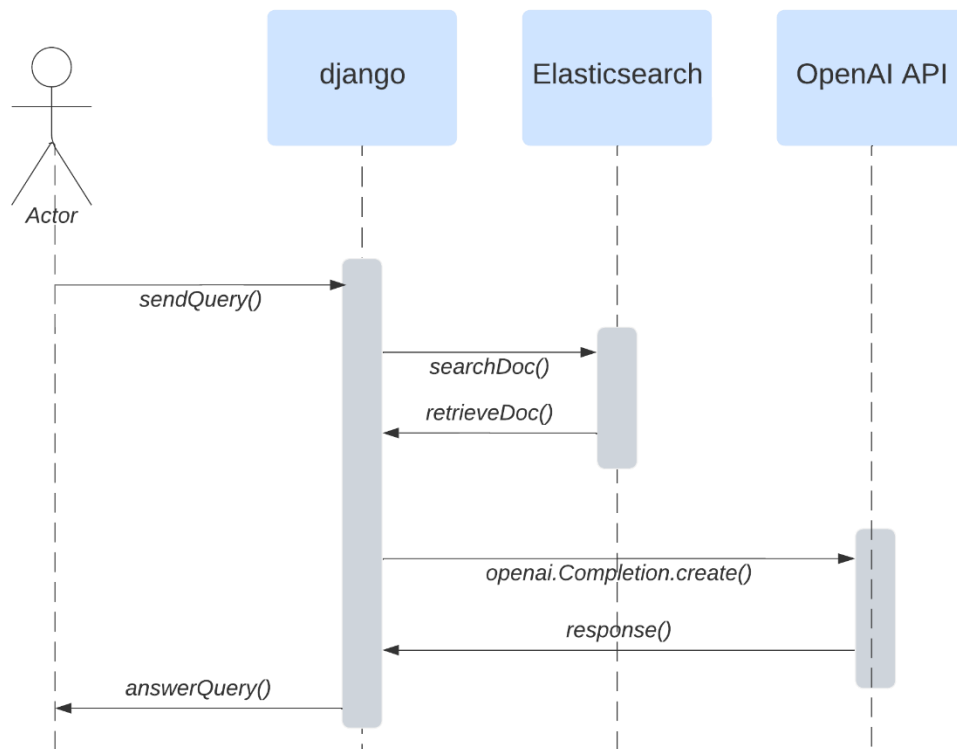 django
Elasticsearch
OpenAI API
Actor
sendQuery()
searchDoc()
retrieveDoc()
openai.Completion.create()
response()
answerQuery()